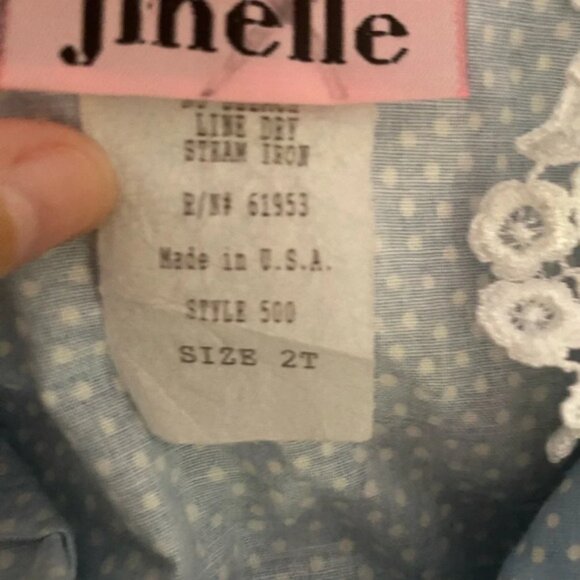 jinelle
LINE DRY
STEAM IRON
R/N# 61953
Made in U.S.A.
STYLE 500
SIZE 2T